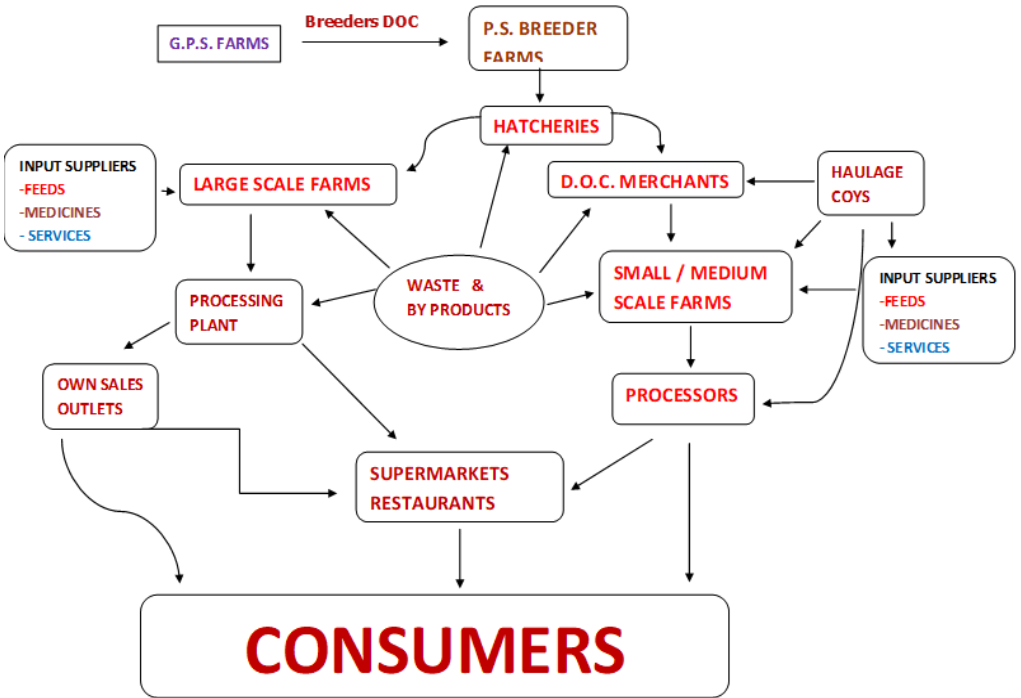 Breeders DOC
G.P.S. FARMS
P.S. BREEDER
FARMS
HATCHERIES
INPUT SUPPLIERS
-FEEDS
-MEDICINES
- SERVICES
LARGE SCALE FARMS
D.O.C. MERCHANTS
HAULAGE
COYS
WASTE &
BY PRODUCTS
SMALL / MEDIUM
SCALE FARMS
INPUT SUPPLIERS
-FEEDS
-MEDICINES
- SERVICES
PROCESSING
PLANT
OWN SALES
OUTLETS
PROCESSORS
SUPERMARKETS
RESTAURANTS
CONSUMERS